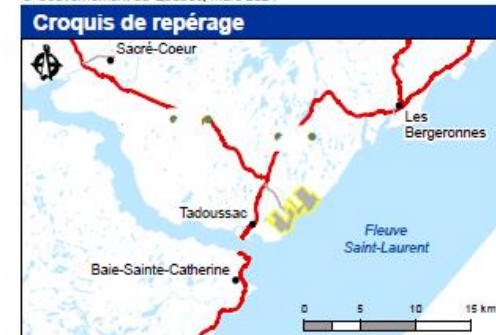 Croquis de repérage
Sacré-Coeur
Les
Bergeronnes
Tadoussac
Fleuve
Saint-Laurent
Baie-Sainte-Catherine
0 5 10 15 km